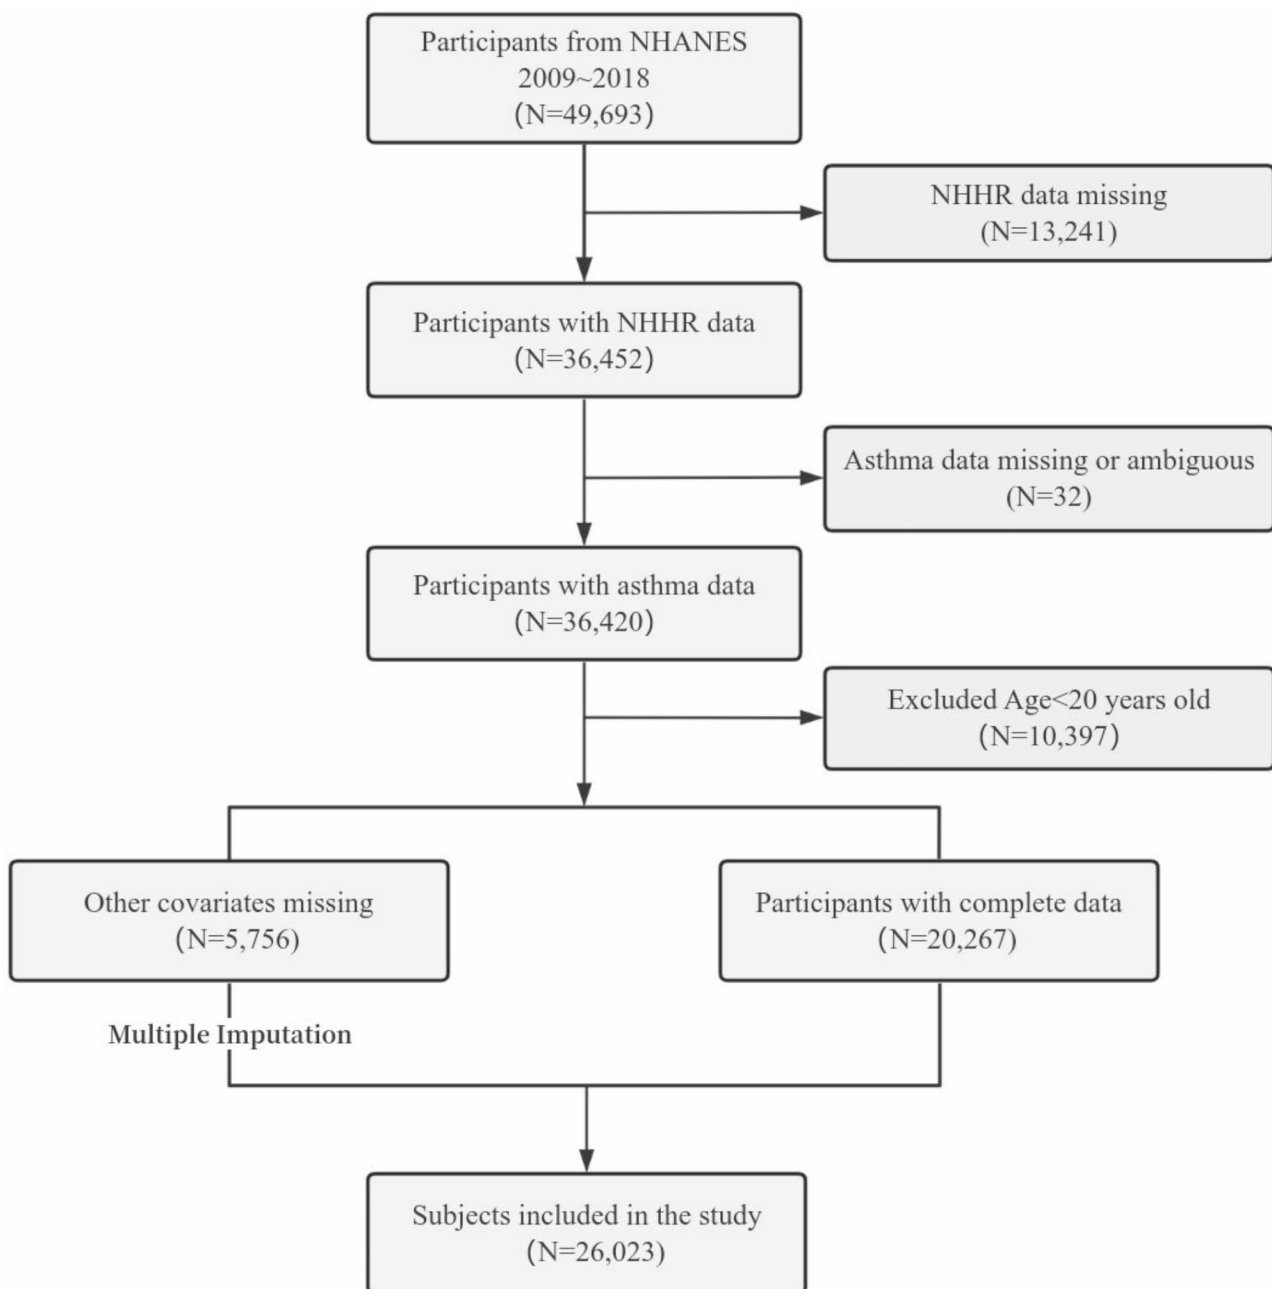 Participants from NHANES
2009~2018
(N=49,693)
NHHR data missing
(N=13,241)
Participants with NHHR data
(N=36,452)
Asthma data missing or ambiguous
(N=32)
Participants with asthma data
(N=36,420)
Excluded Age<20 years old
(N=10,397)
Other covariates missing
(N=5,756)
Participants with complete data
(N=20,267)
Multiple Imputation
Subjects included in the study
(N=26,023)